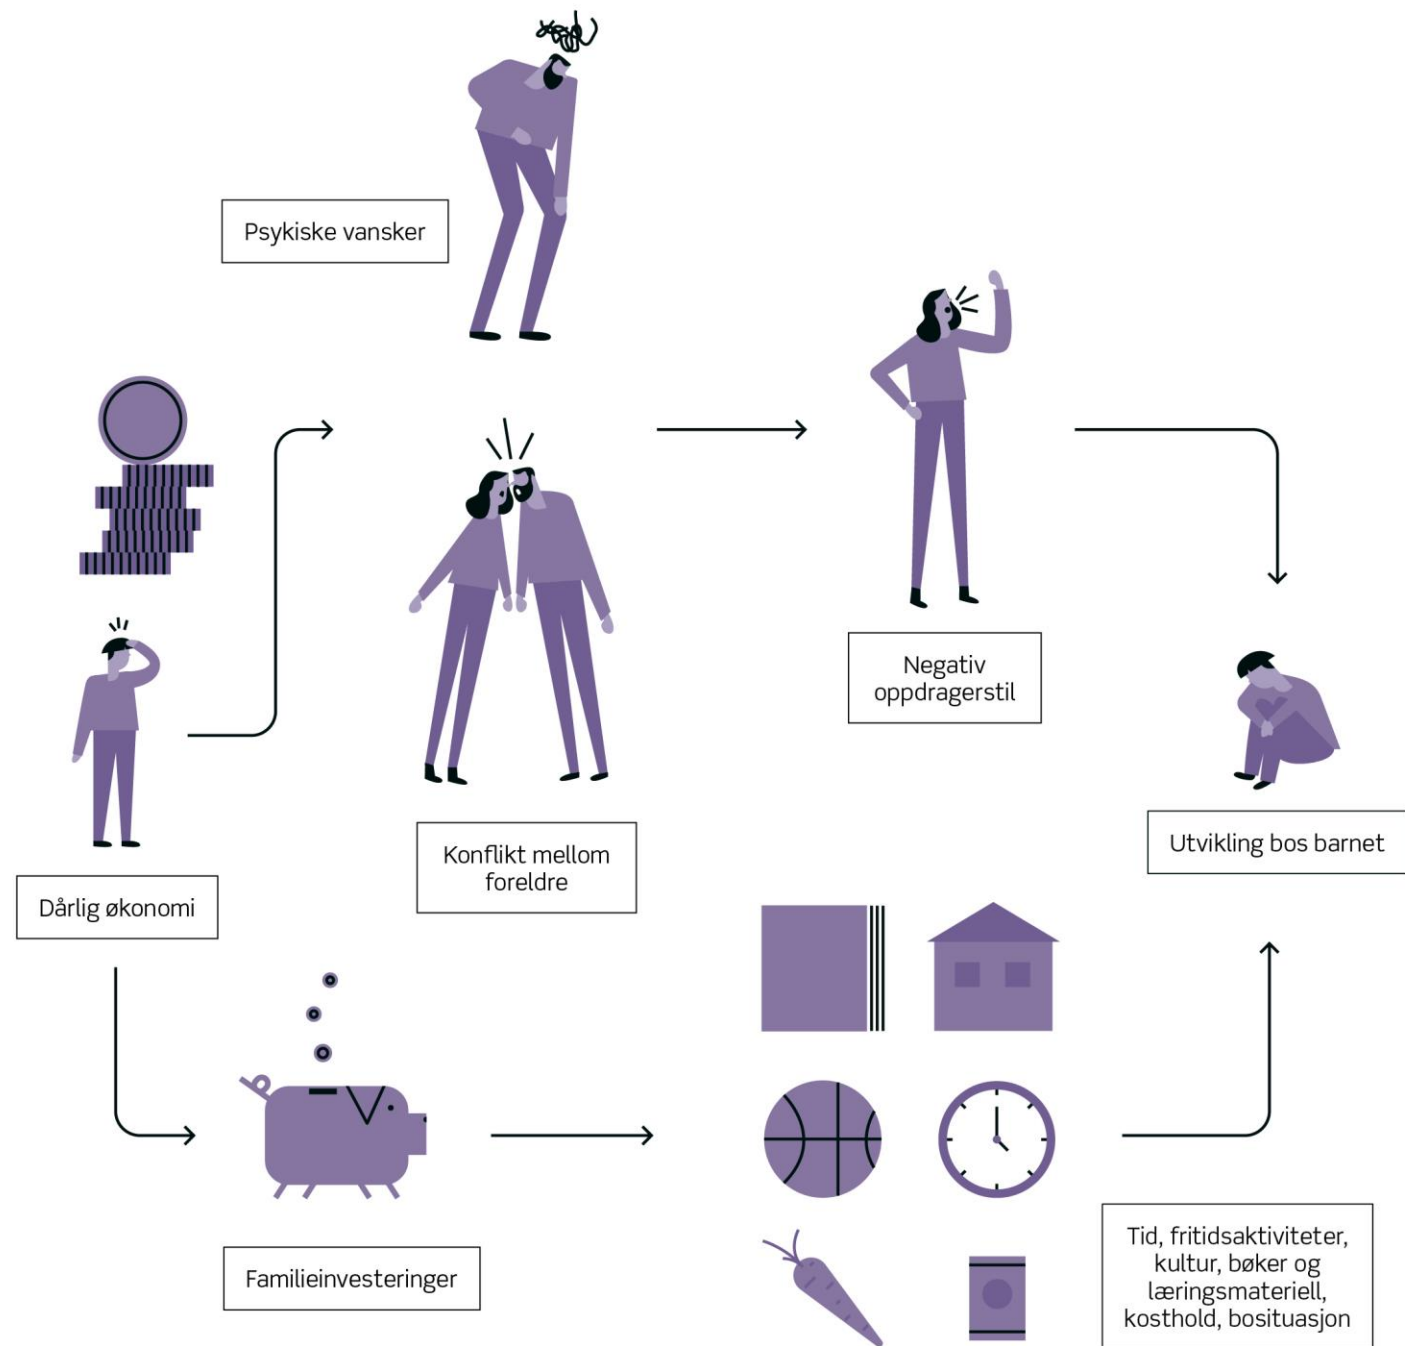 Psykiske vansker
Negativ
oppdragerstil
Konflikt mellom
foreldre
Utvikling bos barnet
Dårlig økonomi
Familieinvesteringer
Tid, fritidsaktiviteter,
kultur, bøker og
læringsmateriell,
kosthold, bosituasjon